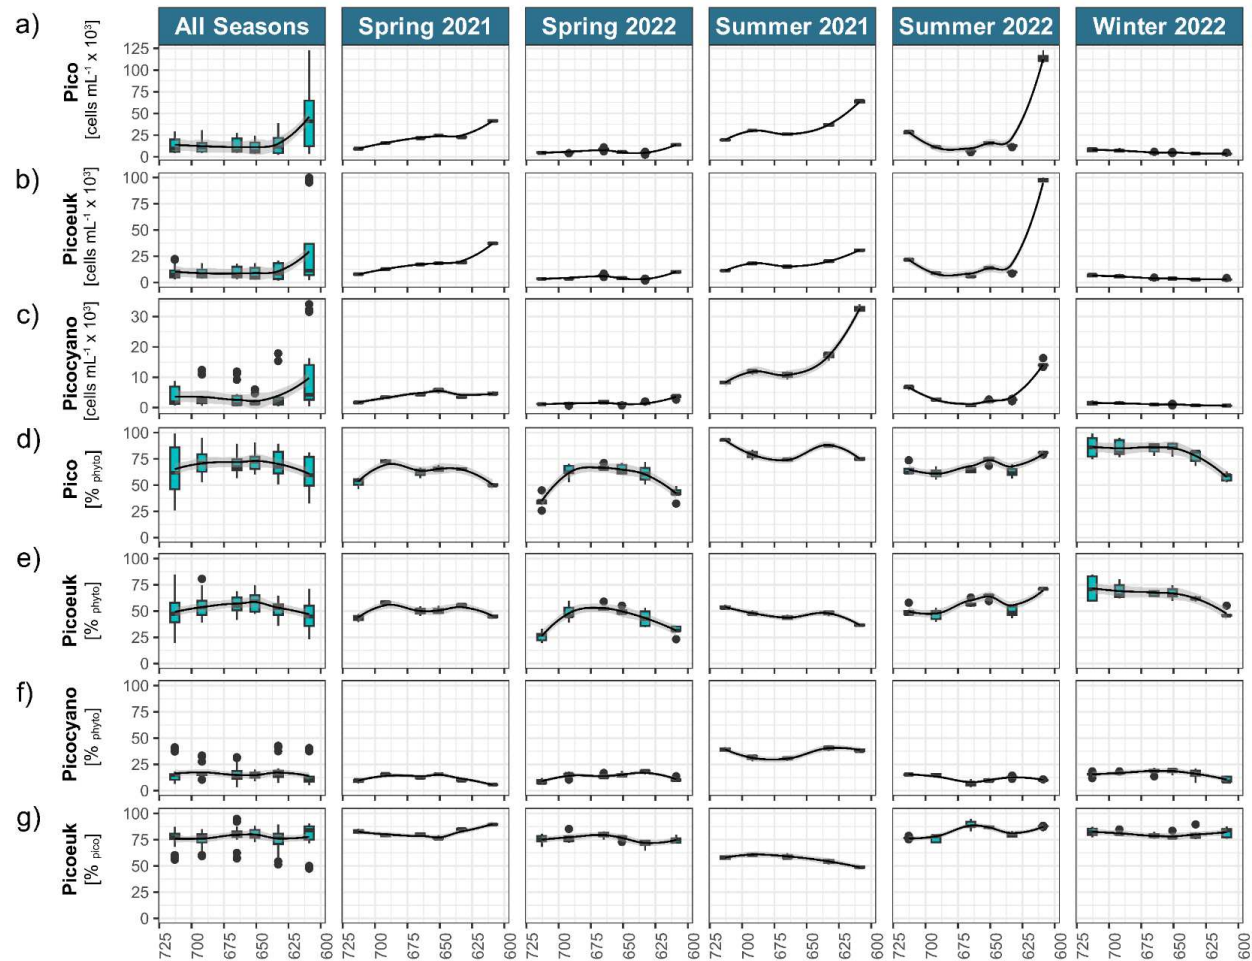 a)
All Seasons Spring 2021 Spring 2022 Summer 2021 Summer 2022 Winter 2022
Pico
[cells mL⁻¹ x 10³]
125
100
75
50
25
0
b)
Picoeuk
[cells mL⁻¹ x 10³]
100
75
50
25
0
c)
Picocyano
[cells mL⁻¹ x 10³]
30
20
10
0
d)
Pico
[% phyto]
100
75
50
25
0
e)
Picoeuk
[% phyto]
100
75
50
25
0
f)
Picocyano
[% phyto]
100
75
50
25
0
g)
Picoeuk
[% pico]
100
75
50
25
0
725 700 675 650 625 600 725 700 675 650 625 600 725 700 675 650 625 600 725 700 675 650 625 600 725 700 675 650 625 600 725 700 675 650 625 600